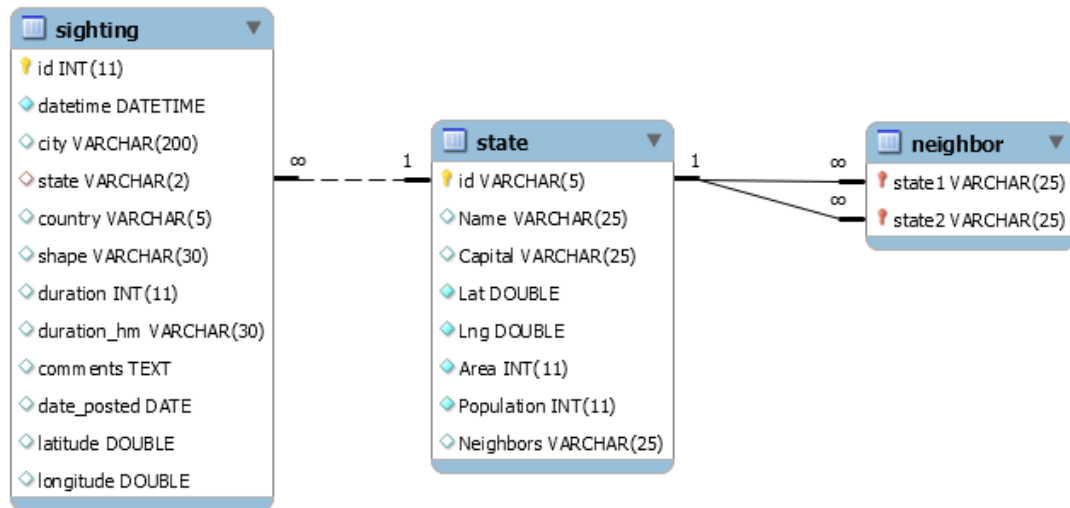 sighting
id INT(11)
datetime DATETIME
city VARCHAR(200)
state VARCHAR(2)
country VARCHAR(5)
shape VARCHAR(30)
duration INT(11)
duration_hm VARCHAR(30)
comments TEXT
date_posted DATE
latitude DOUBLE
longitude DOUBLE
∞ 1
state
id VARCHAR(5)
Name VARCHAR(25)
Capital VARCHAR(25)
Lat DOUBLE
Lng DOUBLE
Area INT(11)
Population INT(11)
Neighbors VARCHAR(25)
1 ∞
∞
neighbor
state1 VARCHAR(25)
state2 VARCHAR(25)